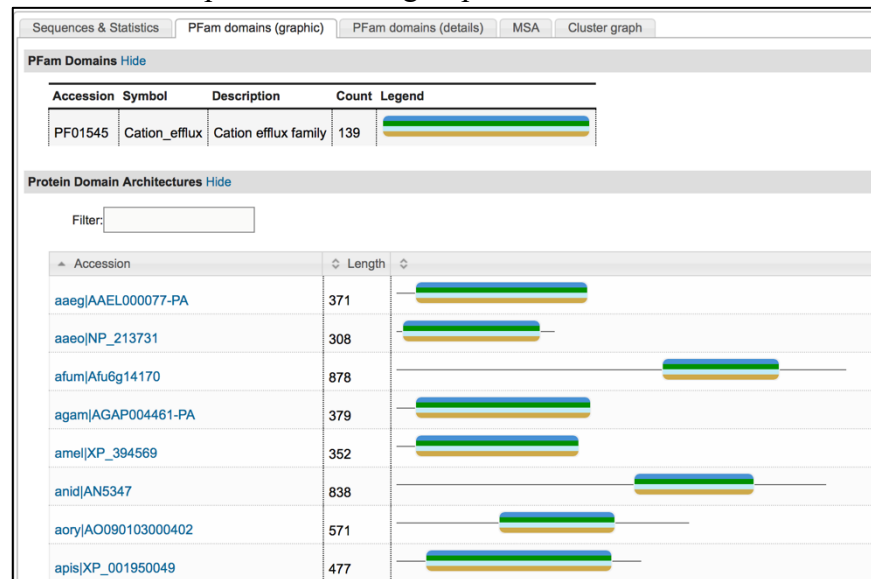 Sequences & Statistics PFam domains (graphic) PFam domains (details) MSA Cluster graph
PFam Domains Hide
Accession Symbol Description Count Legend
PF01545 Cation_efflux Cation efflux family 139
Protein Domain Architectures Hide
Filter:
Accession Length
aaeg|AAEL000077-PA 371
aaeo|NP_213731 308
afum|Afu6g14170 878
agam|AGAP004461-PA 379
amel|XP_394569 352
anid|AN5347 838
aory|AO090103000402 571
apis|XP_001950049 477